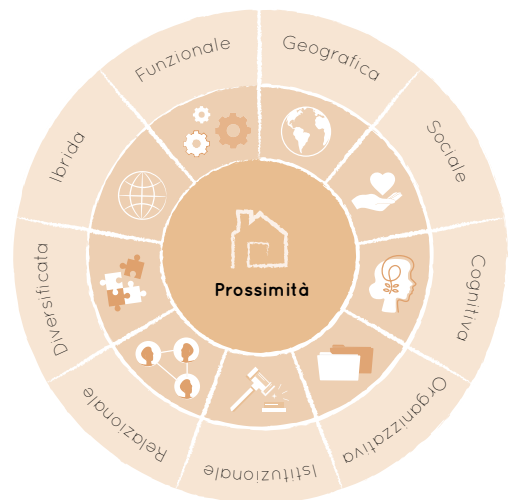 Prossimità
Geografica
Sociale
Cognitiva
Organizzativa
Istituzionale
Relazionale
Diversificata
Ibrida
Funzionale